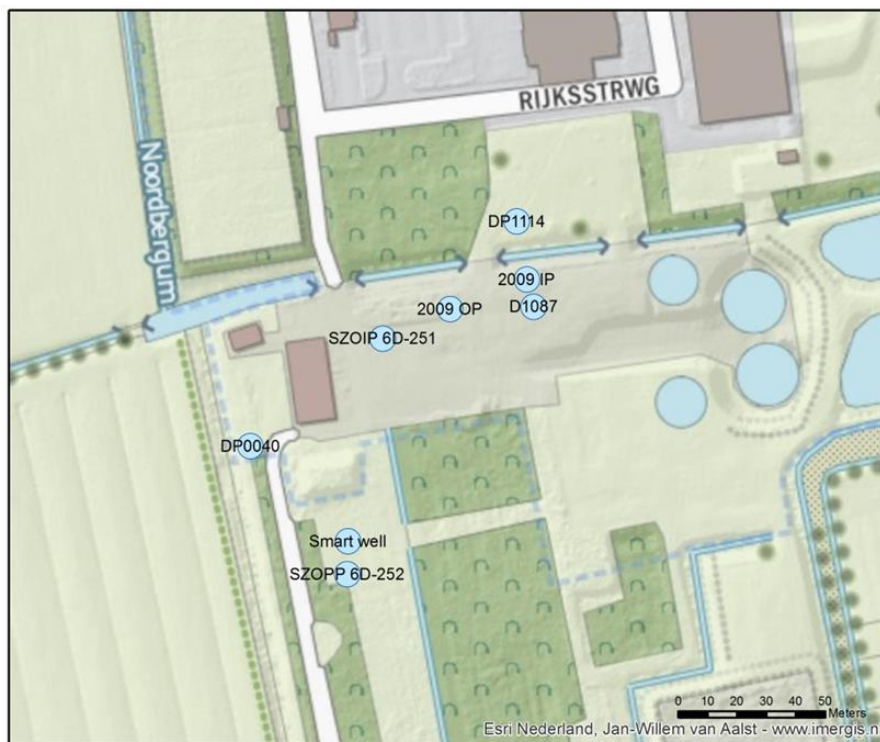 RIJKSSTRWG
Noordbergum
DP1114
2009 IP
2009 OP
D1087
SZOIP 6D-251
DP0040
Smart well
SZOPP 6D-252
0 10 20 30 40 50
Meters
Esri Nederland, Jan-Willem van Aalst - www.imergis.n